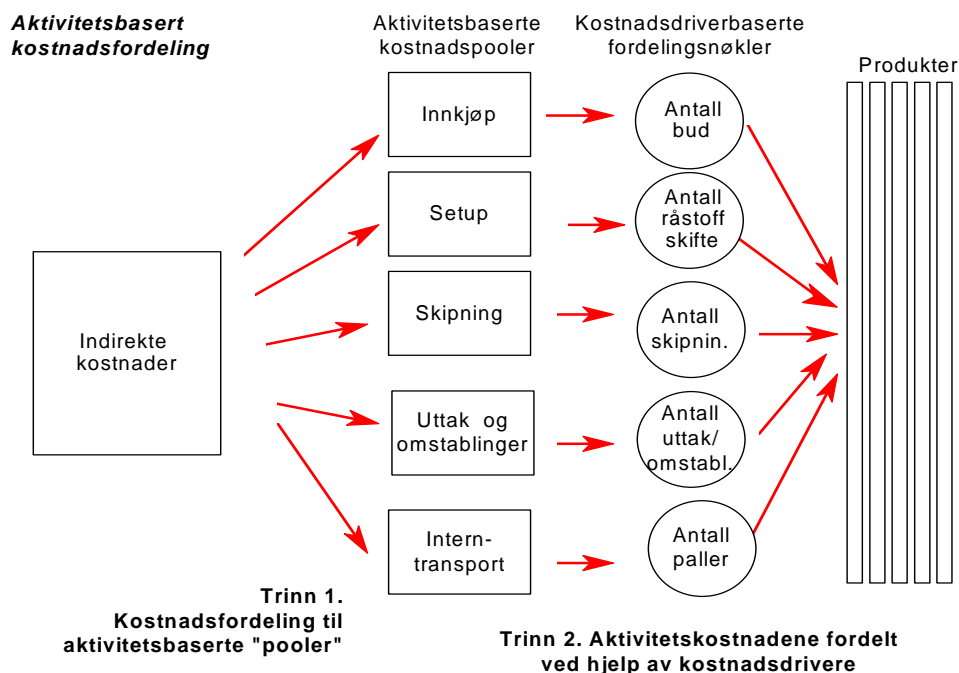 Aktivitetsbasert
kostnadsfordeling
Aktivitetsbaserte
kostnadspooler
Kostnadsdriverbaserte
fordelingsnøkler
Produkter
Innkjøp
Antall
bud
Setup
Antall
råstoff
skifte
Indirekte
kostnader
Skipning
Antall
skipnin.
Uttak og
omstablinger
Antall
uttak/
omstabl.
Intern-
transport
Antall
paller
Trinn 1.
Kostnadsfordeling til
aktivitetsbaserte "pooler"
Trinn 2. Aktivitetskostnadene fordelt
ved hjelp av kostnadsdrivere